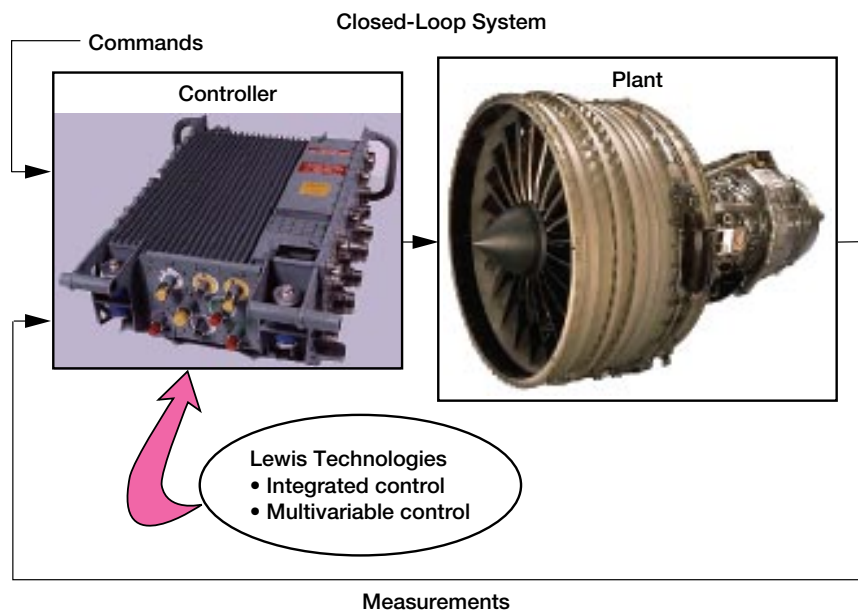 Closed-Loop System
Commands
Controller
Plant
Lewis Technologies
• Integrated control
• Multivariable control
Measurements